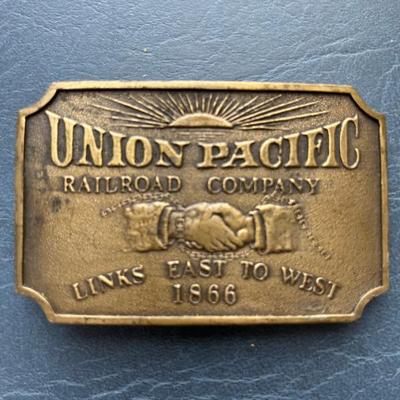 UNION PACIFIC
RAILROAD COMPANY
LINKS EAST TO WEST
1866